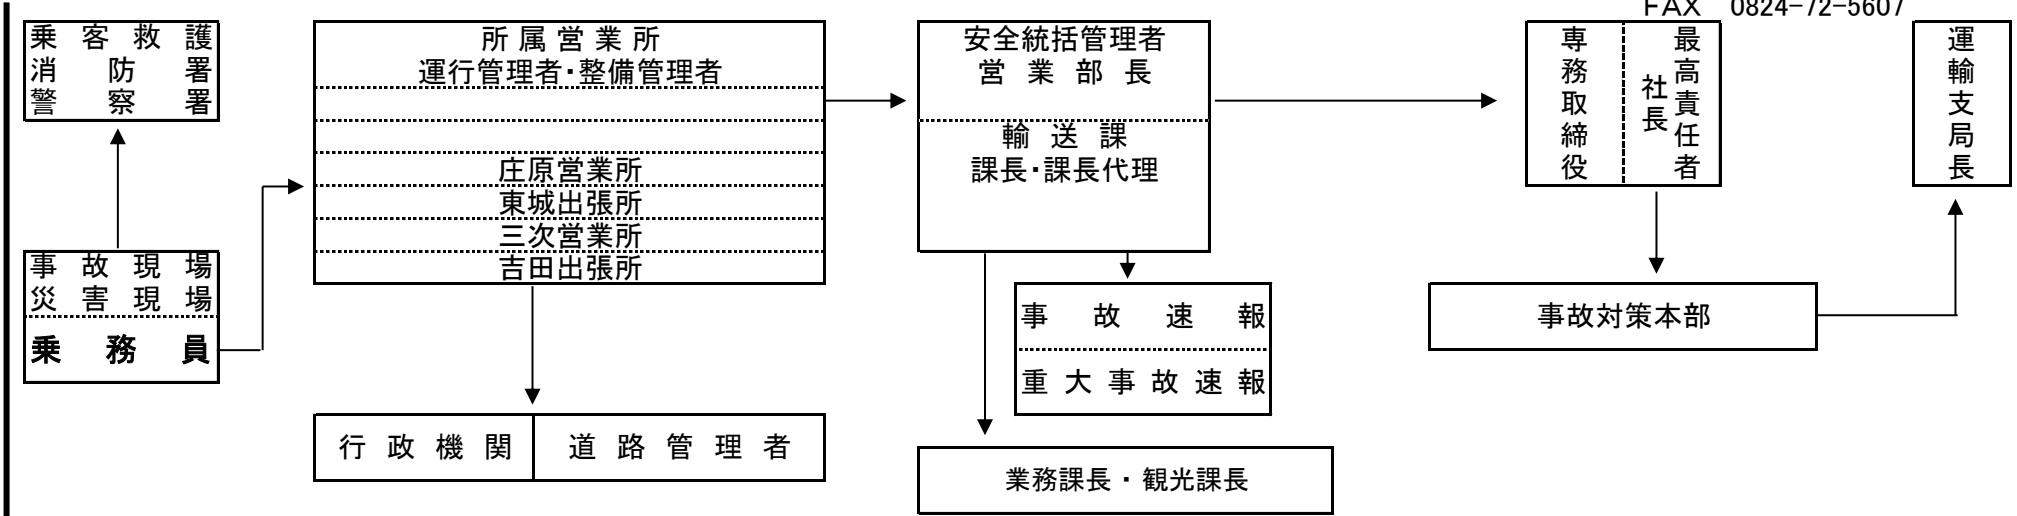 FAX 0824-72-5607
乗客救護
消防署
警察署
所属営業所
運行管理者・整備管理者
庄原営業所
東城出張所
三次営業所
吉田出張所
安全統括管理者
営業部長
輸送課
課長・課長代理
専務取締役
最高責任者
社長
運輸支局長
事故現場
災害現場
乗務員
事故速報
重大事故速報
事故対策本部
行政機関
道路管理者
業務課長・観光課長